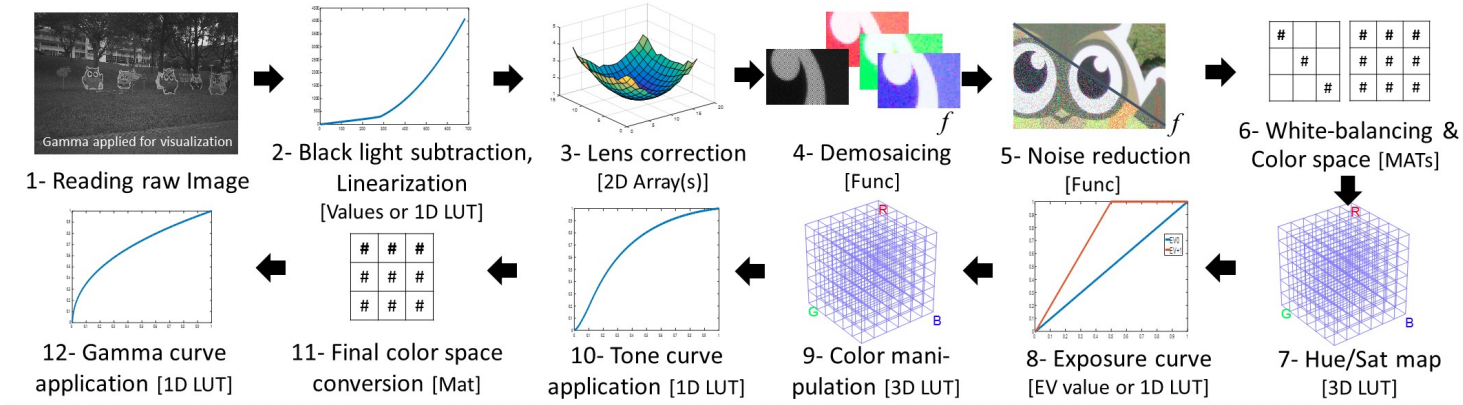 Gamma applied for visualization
1- Reading raw Image
2- Black light subtraction,
Linearization
[Values or 1D LUT]
3- Lens correction
[2D Array(s)]
f
4- Demosaicing
[Func]
f
5- Noise reduction
[Func]
# # # #
# # # #
# # # #
6- White-balancing &
Color space [MATs]
R
G
B
7- Hue/Sat map
[3D LUT]
EV0
EV+1
8- Exposure curve
[EV value or 1D LUT]
R
G
B
9- Color mani-
pulation [3D LUT]
10- Tone curve
application [1D LUT]
# # #
# # #
# # #
11- Final color space
conversion [Mat]
12- Gamma curve
application [1D LUT]